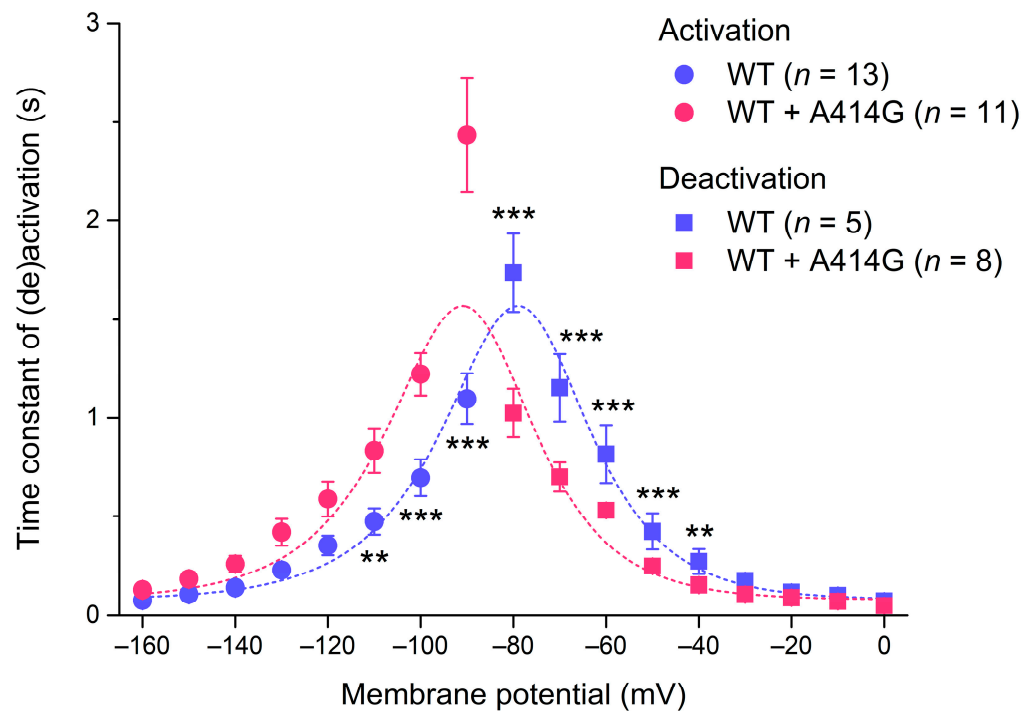 3
2
1
0
Time constant of (de)activation (s)
Activation
WT (n = 13)
WT + A414G (n = 11)
Deactivation
WT (n = 5)
WT + A414G (n = 8)
***
***
***
***
***
***
**
**
–160
–140
–120
–100
–80
–60
–40
–20
0
Membrane potential (mV)